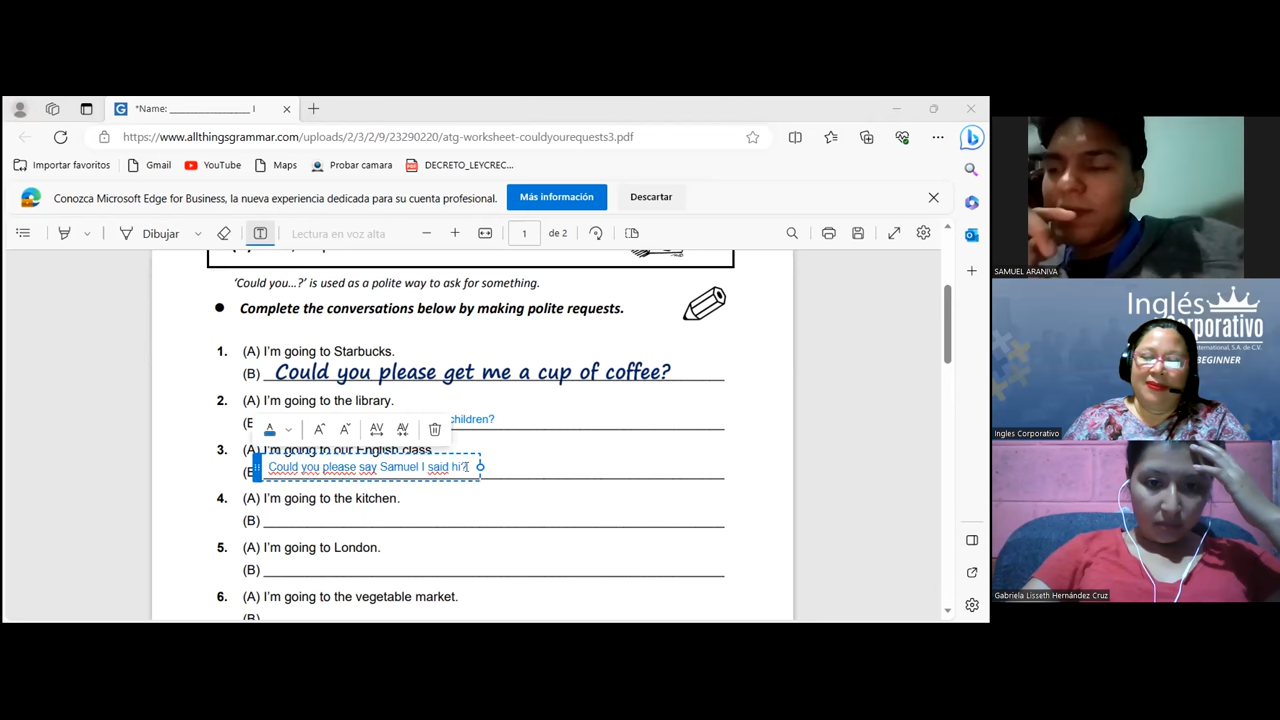 *Name: ________________ I
https://www.allthingsgrammar.com/uploads/2/3/2/9/23290220/atg-worksheet-couldyourequests3.pdf
Importar favoritos
Gmail
YouTube
Maps
Probar camara
DECRETO_LEYCREC...
Conozca Microsoft Edge for Business, la nueva experiencia dedicada para su cuenta profesional.
Más información
Descartar
Dibujar
Lectura en voz alta
1
de 2
'Could you...?' is used as a polite way to ask for something.
Complete the conversations below by making polite requests.
1. (A) I'm going to Starbucks.
(B) Could you please get me a cup of coffee?
2. (A) I'm going to the library.
children?
3. (A) I'm going to our English class
Could you please say Samuel I said hi?
4. (A) I'm going to the kitchen.
(B)
5. (A) I'm going to London.
(B)
6. (A) I'm going to the vegetable market.
SAMUEL ARANIVA
Inglés
Corporativo
BEGINNER
Ingles Corporativo
Gabriela Lisseth Hernández Cruz